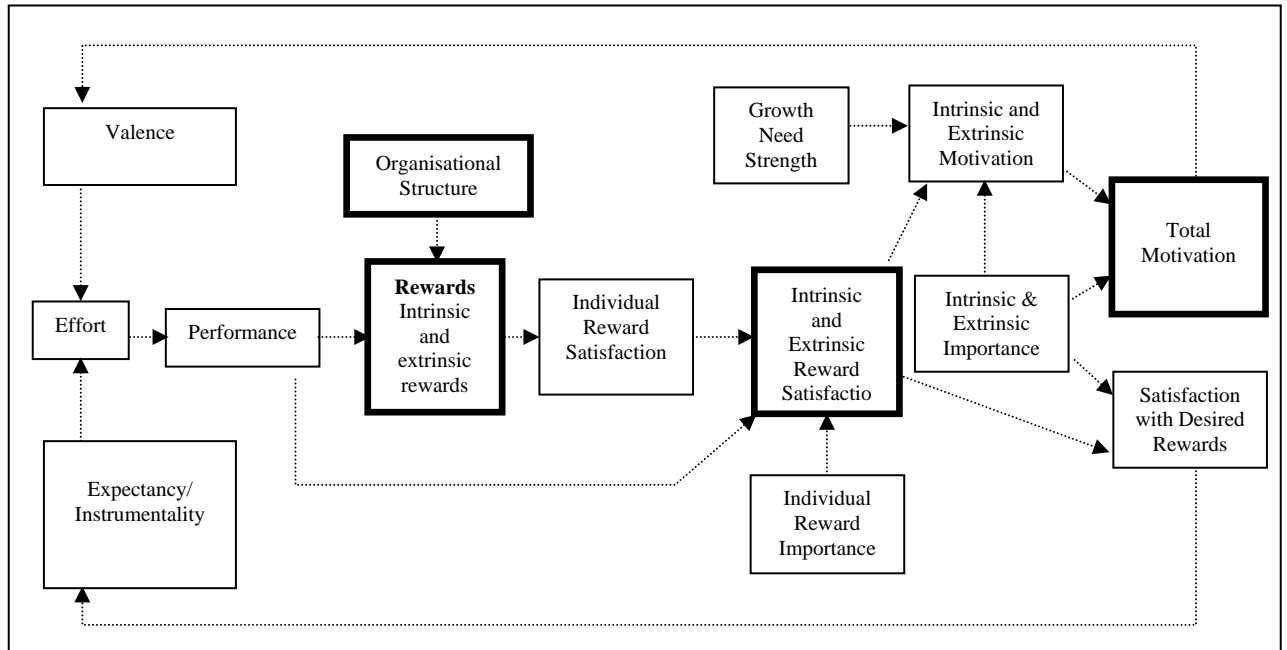 Valence
Organisational
Structure
Growth
Need
Strength
Intrinsic and
Extrinsic
Motivation
Total
Motivation
Effort
Performance
Rewards
Intrinsic
and
extrinsic
rewards
Individual
Reward
Satisfaction
Intrinsic
and
Extrinsic
Reward
Satisfactio
Intrinsic &
Extrinsic
Importance
Satisfaction
with Desired
Rewards
Expectancy/
Instrumentality
Individual
Reward
Importance